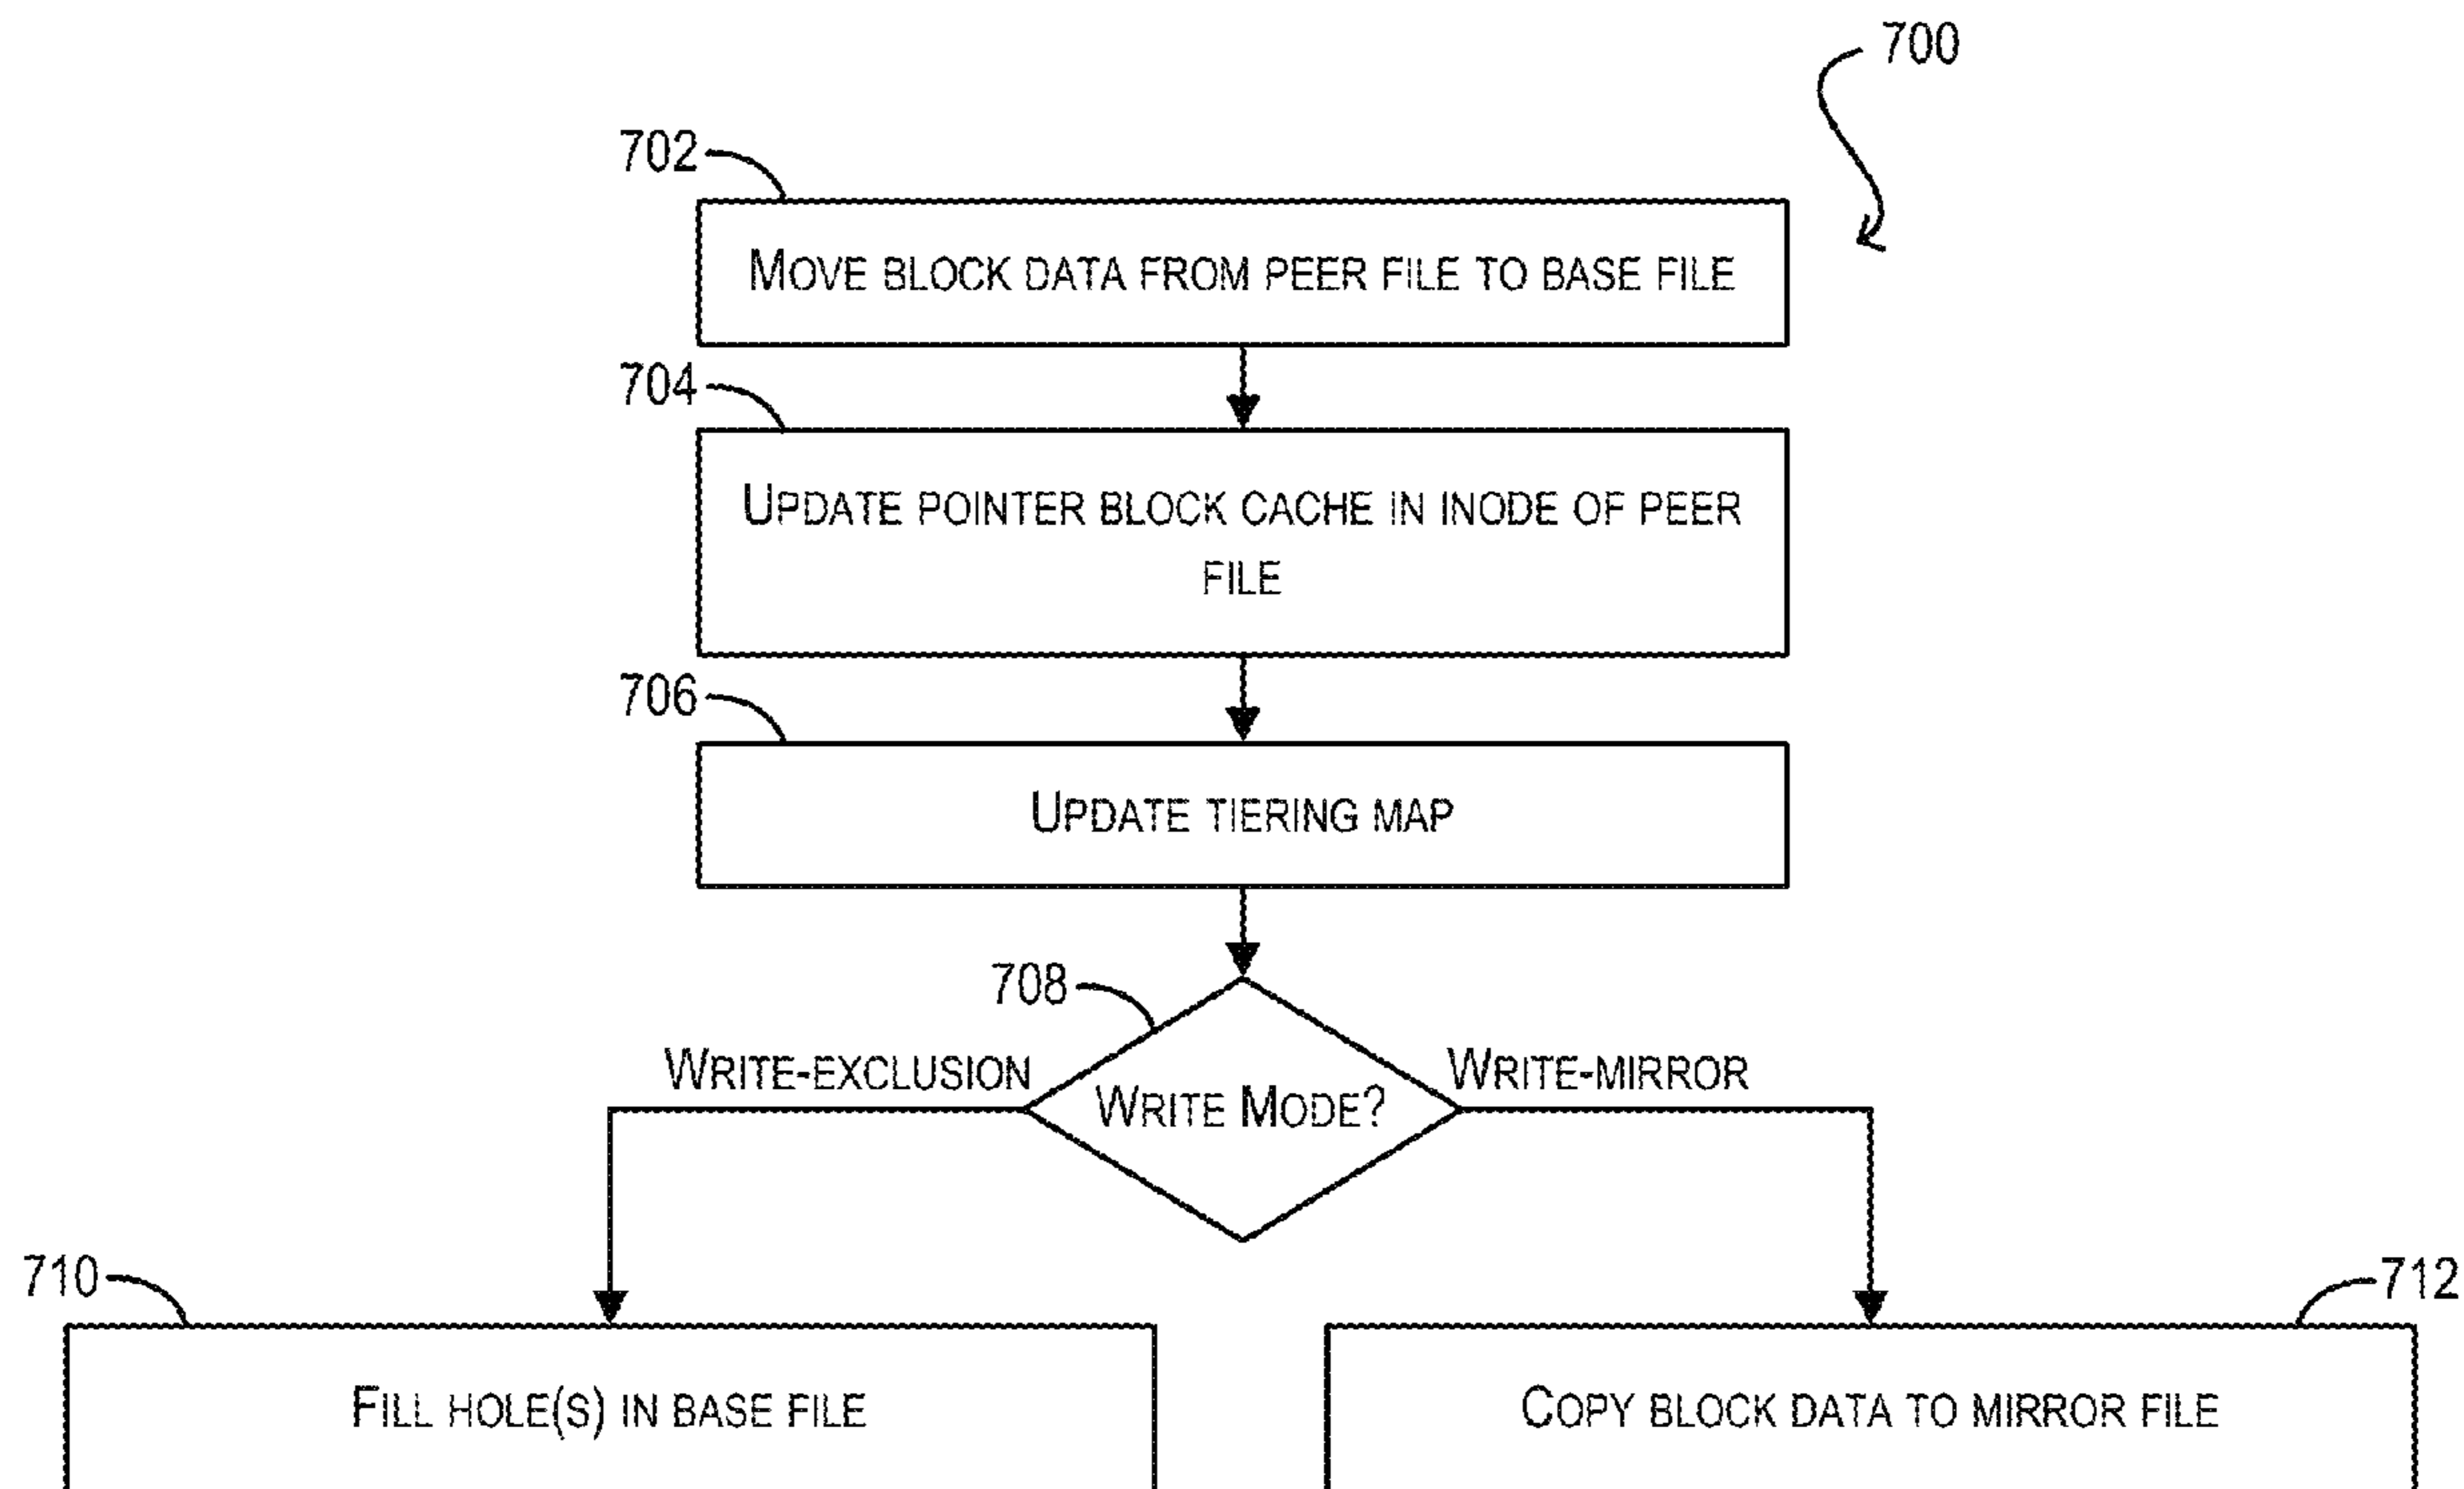 700
702
MOVE BLOCK DATA FROM PEER FILE TO BASE FILE
704
UPDATE POINTER BLOCK CACHE IN INODE OF PEER
FILE
706
UPDATE TIERING MAP
708
WRITE-EXCLUSION
WRITE MODE?
WRITE-MIRROR
710
712
FILL HOLE(S) IN BASE FILE
COPY BLOCK DATA TO MIRROR FILE